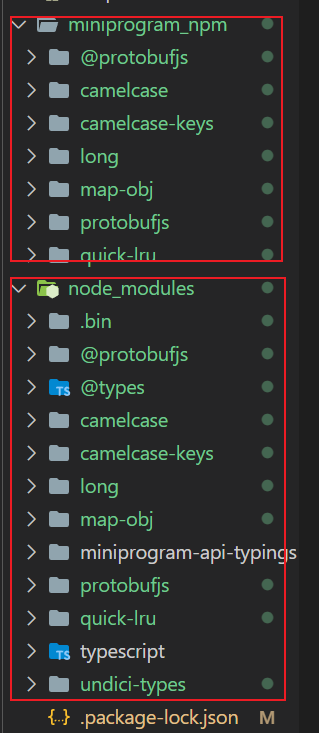 miniprogram_npm
@protobufjs
camelcase
camelcase-keys
long
map-obj
protobufjs
quick-lru
node_modules
.bin
@protobufjs
TS @types
camelcase
camelcase-keys
long
map-obj
miniprogram-api-typings
protobufjs
quick-lru
TS typescript
undici-types
{..} .package-lock.json M